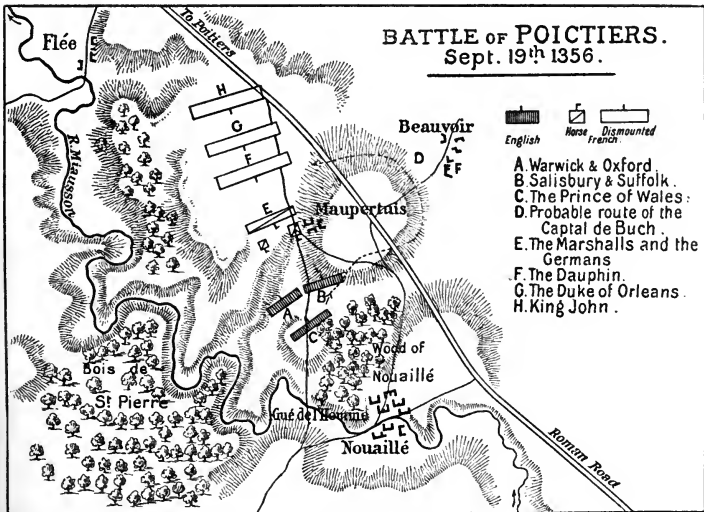 BATTLE OF POICTIERS.
Sept. 19th 1356.
English
Horse
Dismounted
French.
A. Warwick & Oxford.
B. Salisbury & Suffolk.
C. The Prince of Wales.
D. Probable route of the
Captal de Buch.
E. The Marshalls and the
Germans
F. The Dauphin.
G. The Duke of Orleans.
H. King John.
Flée
To Poitiers
R. Miausson
H
G
F
E
Beauvoir
D
Maupertuis
A
B
C
Wood of
Nouaillé
Bois de
St Pierre
Gué de l'Homme
Nouaillé
Roman Road